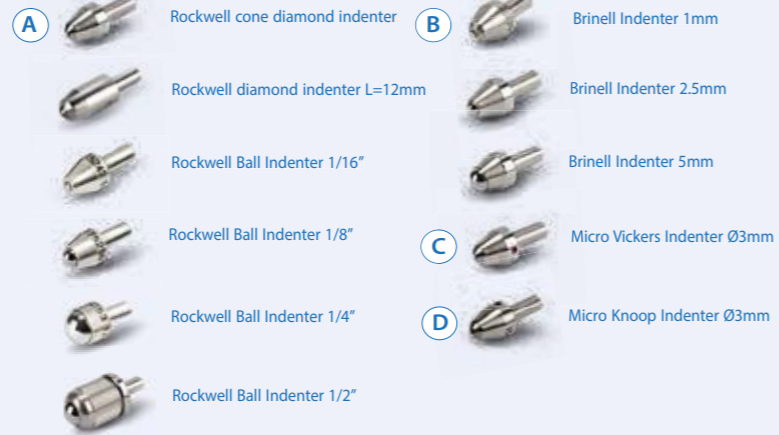 A
Rockwell cone diamond indenter
Rockwell diamond indenter L=12mm
Rockwell Ball Indenter 1/16”
Rockwell Ball Indenter 1/8”
Rockwell Ball Indenter 1/4”
Rockwell Ball Indenter 1/2”
B
Brinell Indenter 1mm
Brinell Indenter 2.5mm
Brinell Indenter 5mm
C
Micro Vickers Indenter Ø3mm
D
Micro Knoop Indenter Ø3mm